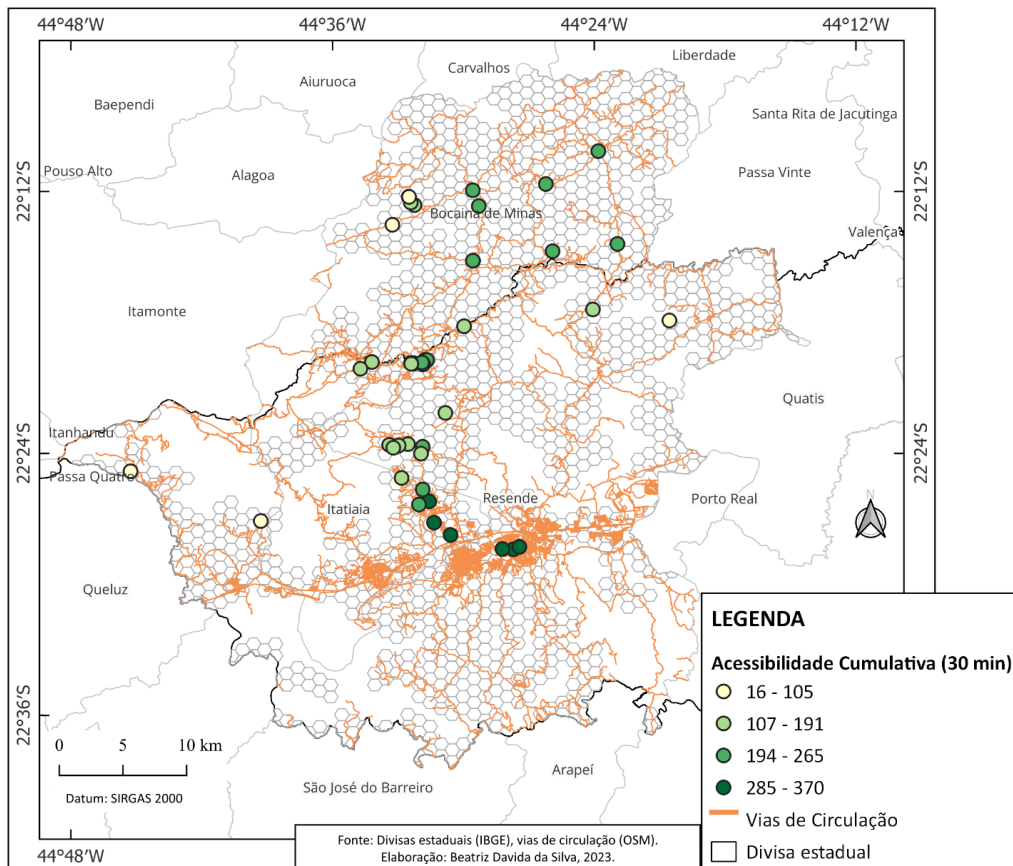 44°48'W
44°36'W
44°24'W
44°12'W
Liberdade
Carvalhos
Aiuruoca
Baependi
Santa Rita de Jacutinga
Pouso Alto
Alagoa
Passa Vinte
22°12'S
22°12'S
Bocaina de Minas
Valença
Itamonte
Quatis
Itanhandu
22°24'S
22°24'S
Passa Quatro
Resende
Porto Real
Itatiaia
N
Queluz
LEGENDA
Acessibilidade Cumulativa (30 min)
16 - 105
107 - 191
194 - 265
285 - 370
Vias de Circulação
Divisa estadual
22°36'S
0 5 10 km
Datum: SIRGAS 2000
Arapeí
São José do Barreiro
Fonte: Divisas estaduais (IBGE), vias de circulação (OSM).
Elaboração: Beatriz Davida da Silva, 2023.
44°48'W